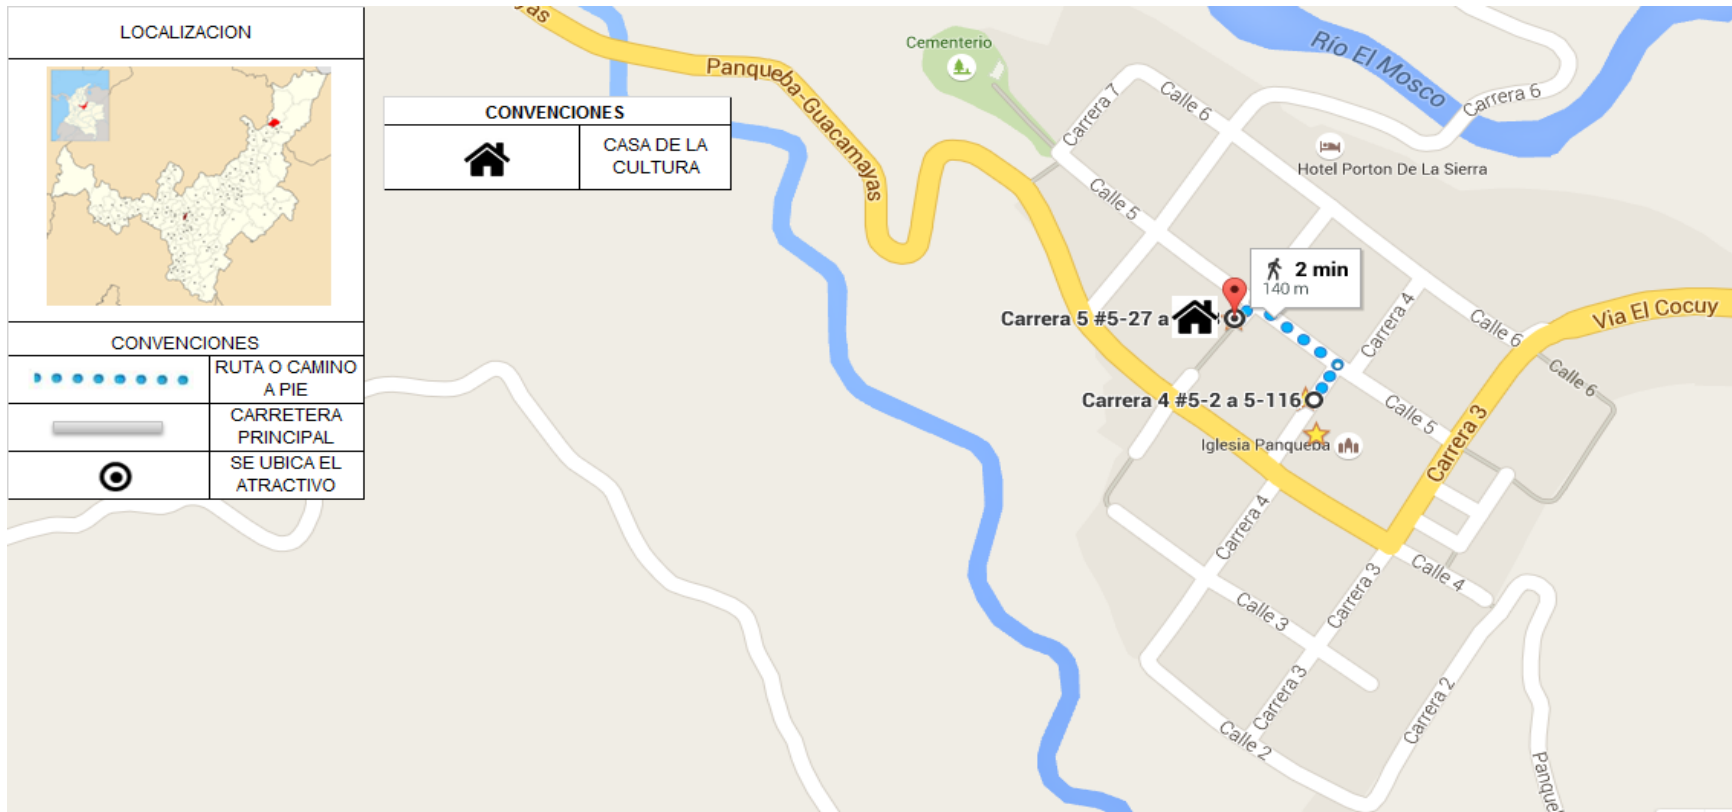 LOCALIZACION
CONVENCIONES
RUTA O CAMINO
A PIE
CARRETERA
PRINCIPAL
SE UBICA EL
ATRACTIVO
CONVENCIONES
CASA DE LA
CULTURA
Panqueba-Guacamayas
Cementerio
Río El Mosco
Carrera 6
Carrera 7
Calle 6
Hotel Porton De La Sierra
Calle 5
2 min
140 m
Carrera 5 #5-27 a
Carrera 4
Calle 6
Via El Cocuy
Calle 6
Carrera 4 #5-2 a 5-116
Calle 5
Carrera 3
Iglesia Panqueba
Carrera 4
Calle 4
Carrera 3
Calle 3
Carrera 3
Carrera 2
Calle 2